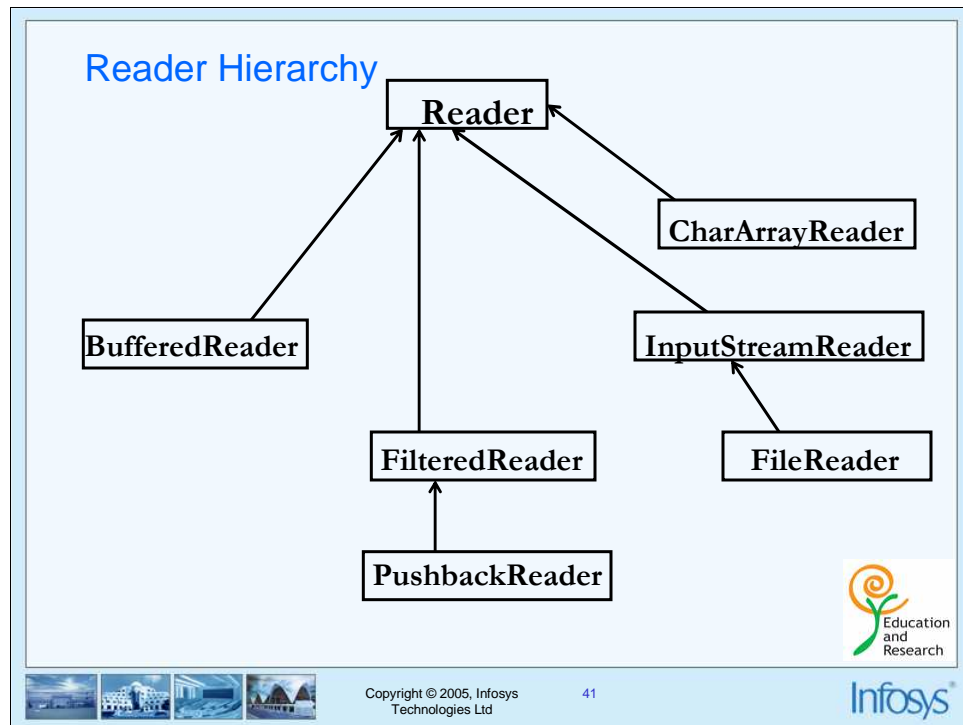 Reader Hierarchy
Reader
CharArrayReader
BufferedReader
InputStreamReader
FilteredReader
FileReader
PushbackReader
Education
and
Research
Copyright © 2005, Infosys
Technologies Ltd
41
Infosys®